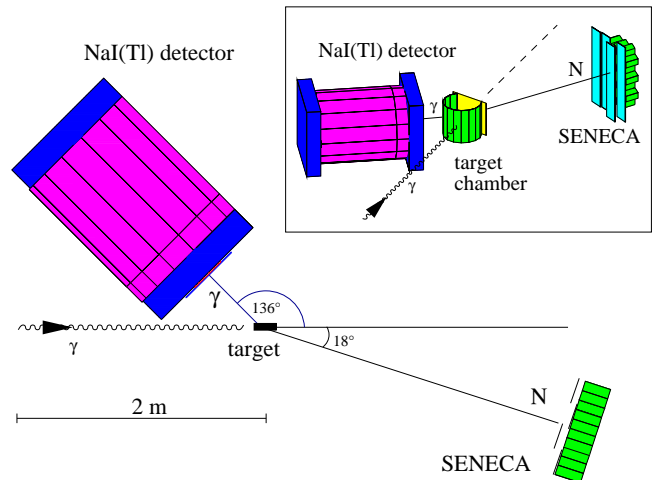 NaI(Tl) detector
NaI(Tl) detector
N
γ
SENECA
target
chamber
γ
γ
136°
γ
target
18°
2 m
N
SENECA